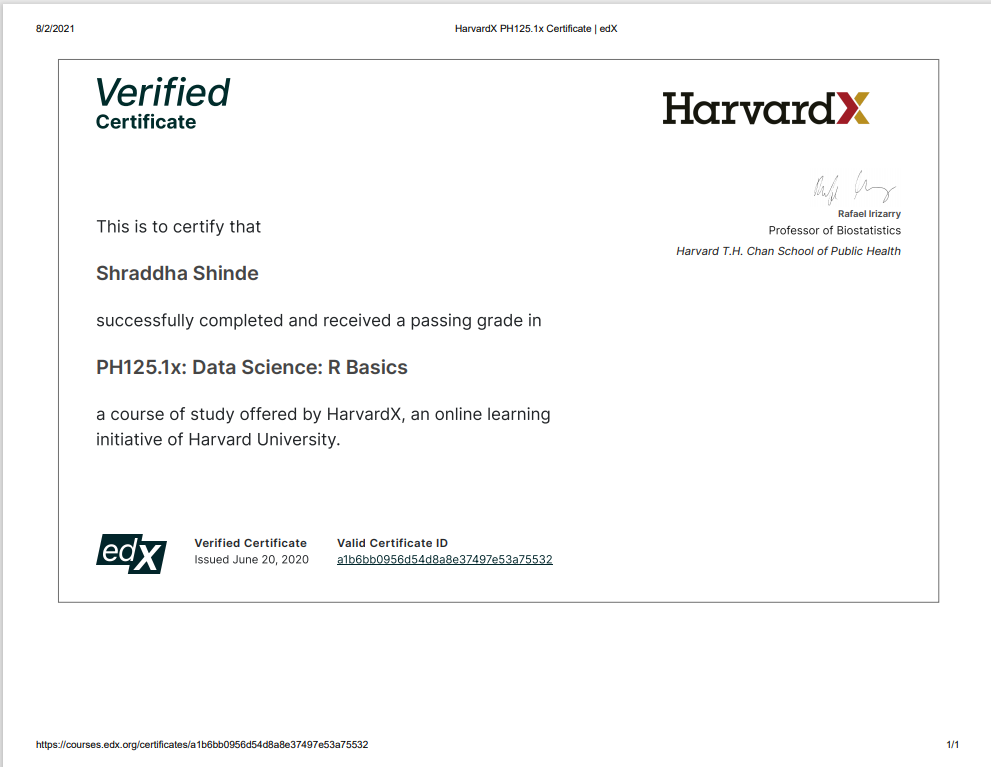 8/2/2021
HarvardX PH125.1x Certificate | edX
Verified
Certificate
HarvardX
Rafael Irizarry
Professor of Biostatistics
Harvard T.H. Chan School of Public Health
This is to certify that
Shraddha Shinde
successfully completed and received a passing grade in
PH125.1x: Data Science: R Basics
a course of study offered by HarvardX, an online learning
initiative of Harvard University.
edX
Verified Certificate
Issued June 20, 2020
Valid Certificate ID
a1b6bb0956d54d8a8e37497e53a75532
https://courses.edx.org/certificates/a1b6bb0956d54d8a8e37497e53a75532
1/1